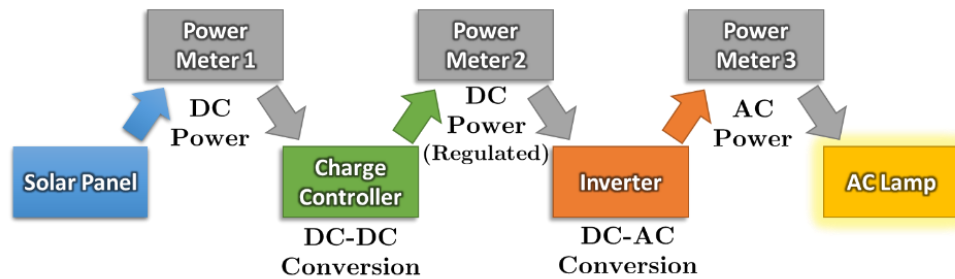 Power
Meter 1
Power
Meter 2
Power
Meter 3
DC
Power
DC
Power
(Regulated)
AC
Power
Solar Panel
Charge
Controller
Inverter
AC Lamp
DC-DC
Conversion
DC-AC
Conversion